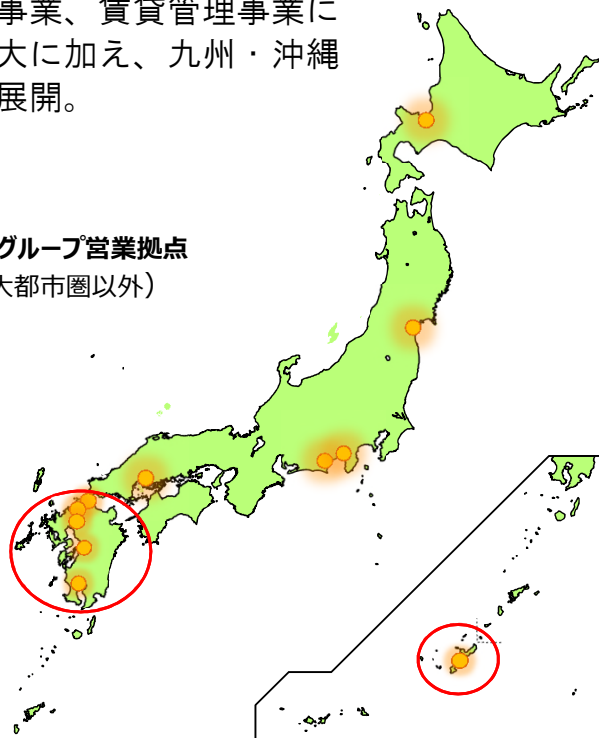 事業、賃貸管理事業に
大に加え、九州・沖縄
展開。
グループ営業拠点
大都市圏以外）